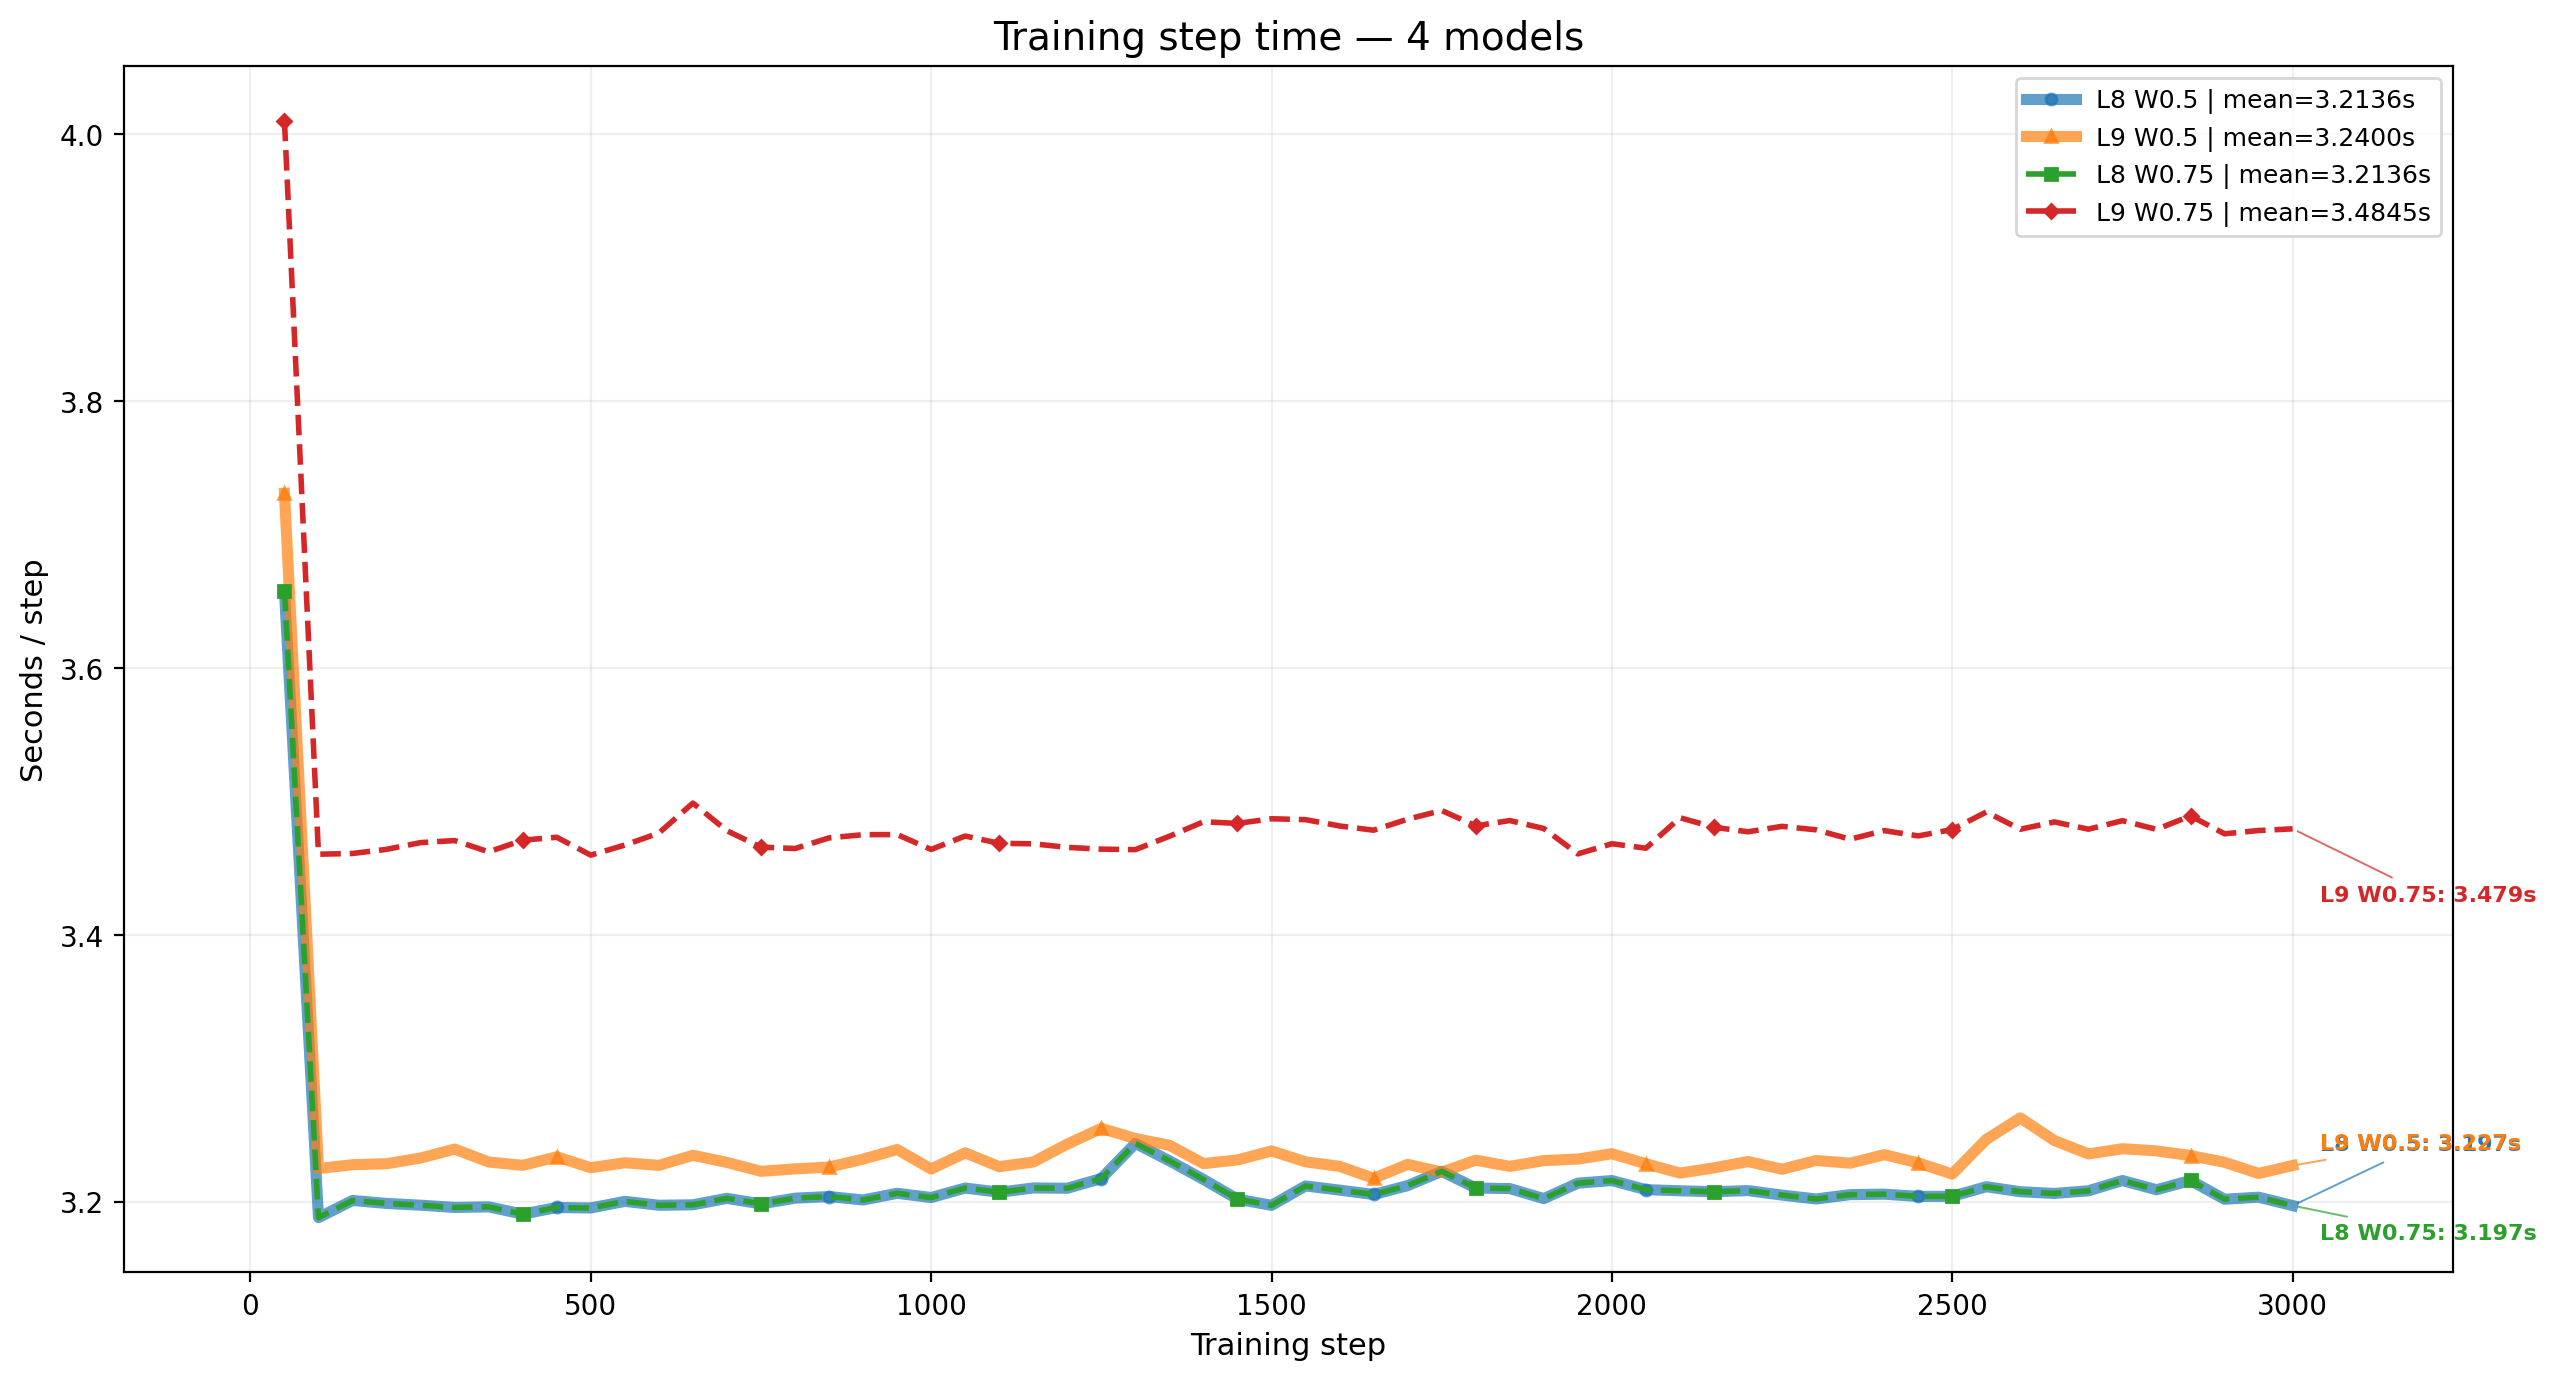 Training step time — 4 models
L8 W0.5 | mean=3.2136s
L9 W0.5 | mean=3.2400s
L8 W0.75 | mean=3.2136s
L9 W0.75 | mean=3.4845s
Seconds / step
4.0
3.8
3.6
3.4
3.2
L9 W0.75: 3.479s
W0.5:
L8 W0.75: 3.197s
0 500 1000 1500 2000 2500 3000
Training step